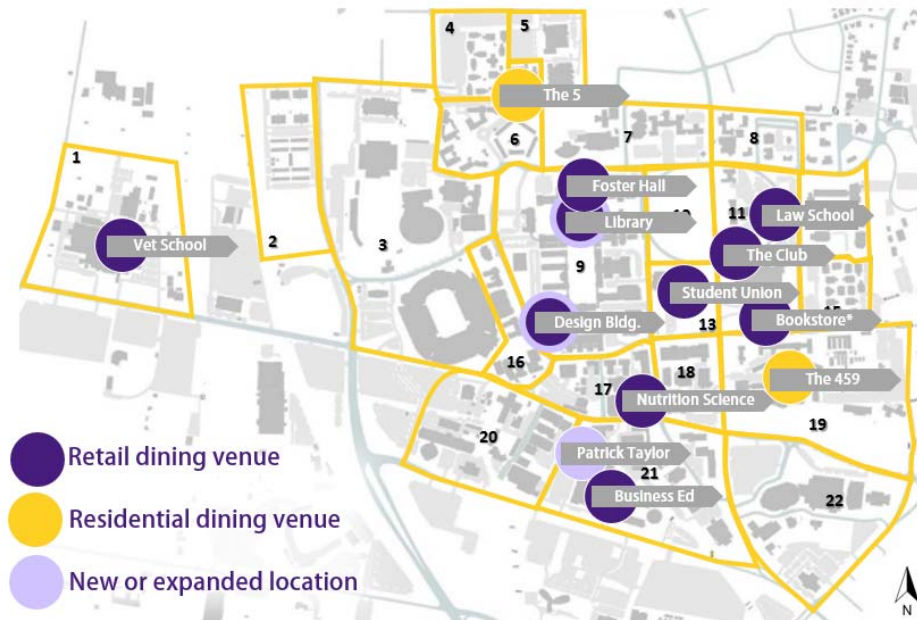 4
5
The 5
6
7
8
1
2
3
Foster Hall
Library
11
Law School
Vet School
The Club
9
Student Union
Design Bldg.
13
Bookstore*
16
17
18
Nutrition Science
The 459
19
20
Patrick Taylor
21
Business Ed
22
Retail dining venue
Residential dining venue
New or expanded location
N